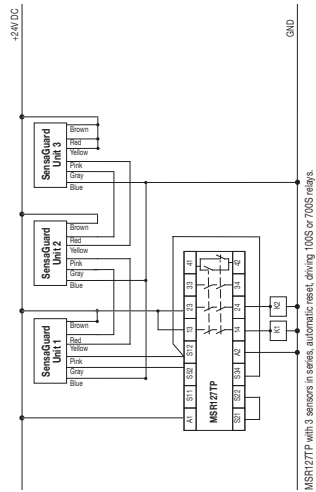 +24V DC
SensaGuard
Unit 1
Brown
Red
Yellow
Pink
Gray
Blue
SensaGuard
Unit 2
Brown
Red
Yellow
Pink
Gray
Blue
SensaGuard
Unit 3
Brown
Red
Yellow
Pink
Gray
Blue
A1 S11 S52 S12 13 23 33 41
MSR127TP
S21 S22 S34 A2 14 24 34 42
K1 K2
GND
MSR127TP with 3 sensors in series, automatic reset, driving 100S or 700S relays.